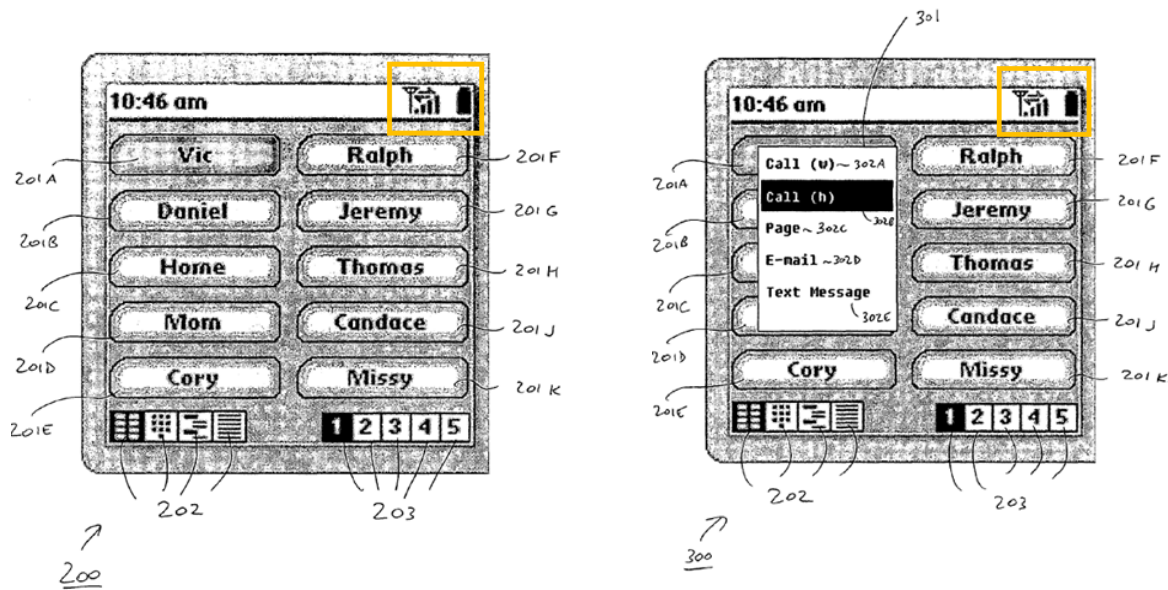 10:46 am
Vic
Ralph
201A
201F
Daniel
Jeremy
201B
201G
Home
Thomas
201C
201H
Mom
Candace
201D
201J
Cory
Missy
201E
201K
1 2 3 4 5
202
203
200
301
10:46 am
Call (w)~302A
Ralph
201A
201F
Call (h)
302B
Jeremy
201B
201G
Page~302C
E-mail~302D
Thomas
201C
201H
Text Message
302E
Candace
201D
201J
Cory
Missy
201E
201K
1 2 3 4 5
202
203
300